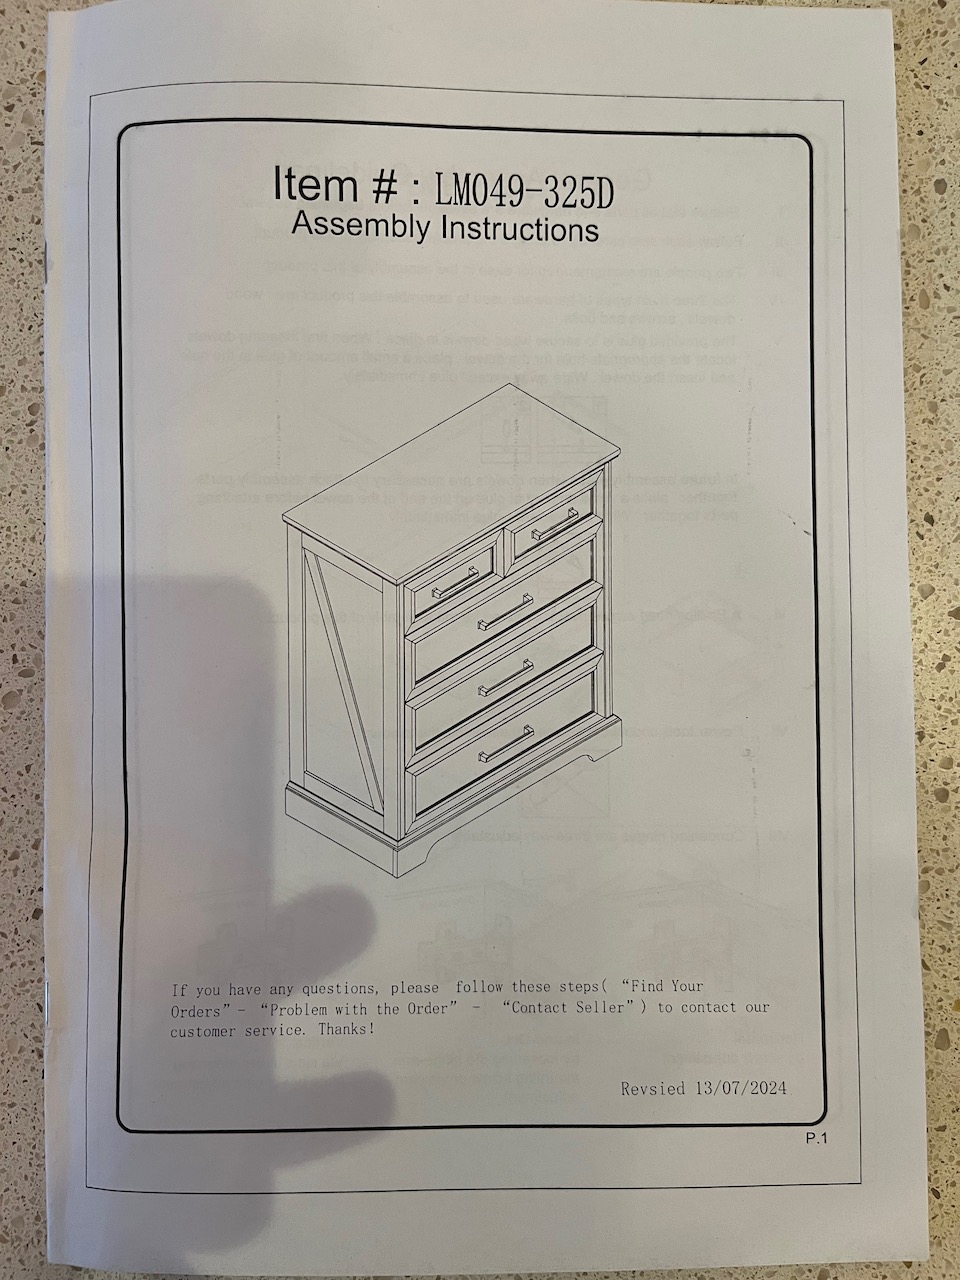 Item # : LM049-325D
Assembly Instructions
If you have any questions, please follow these steps( “Find Your
Orders”- “Problem with the Order” - “Contact Seller”) to contact our
customer service. Thanks!
Revsied 13/07/2024
P.1